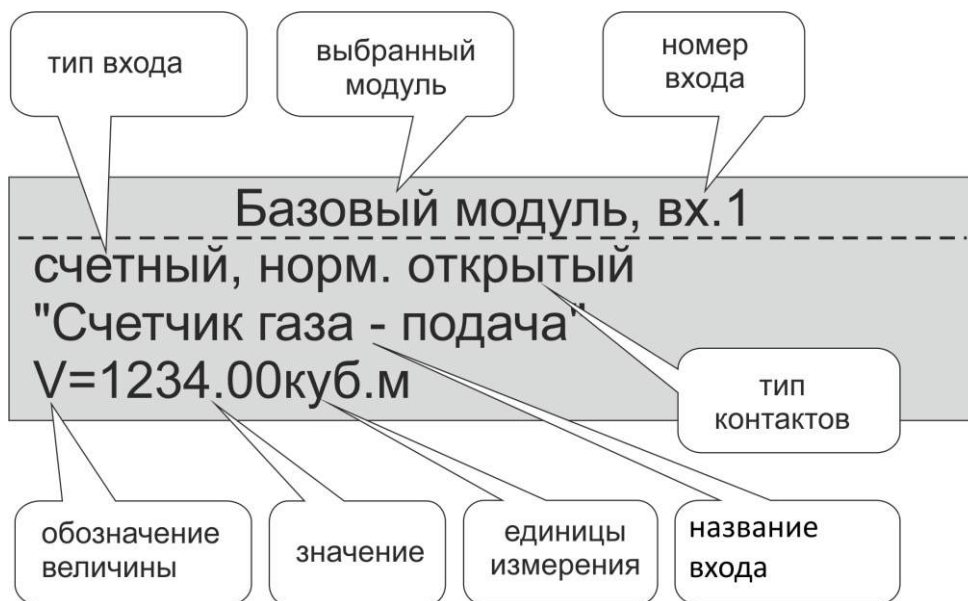 тип входа
выбранный
модуль
номер
входа
Базовый модуль, вх.1
счетный, норм. открытый
"Счетчик газа - подача"
V=1234.00куб.м
тип
контактов
обозначение
величины
значение
единицы
измерения
название
входа